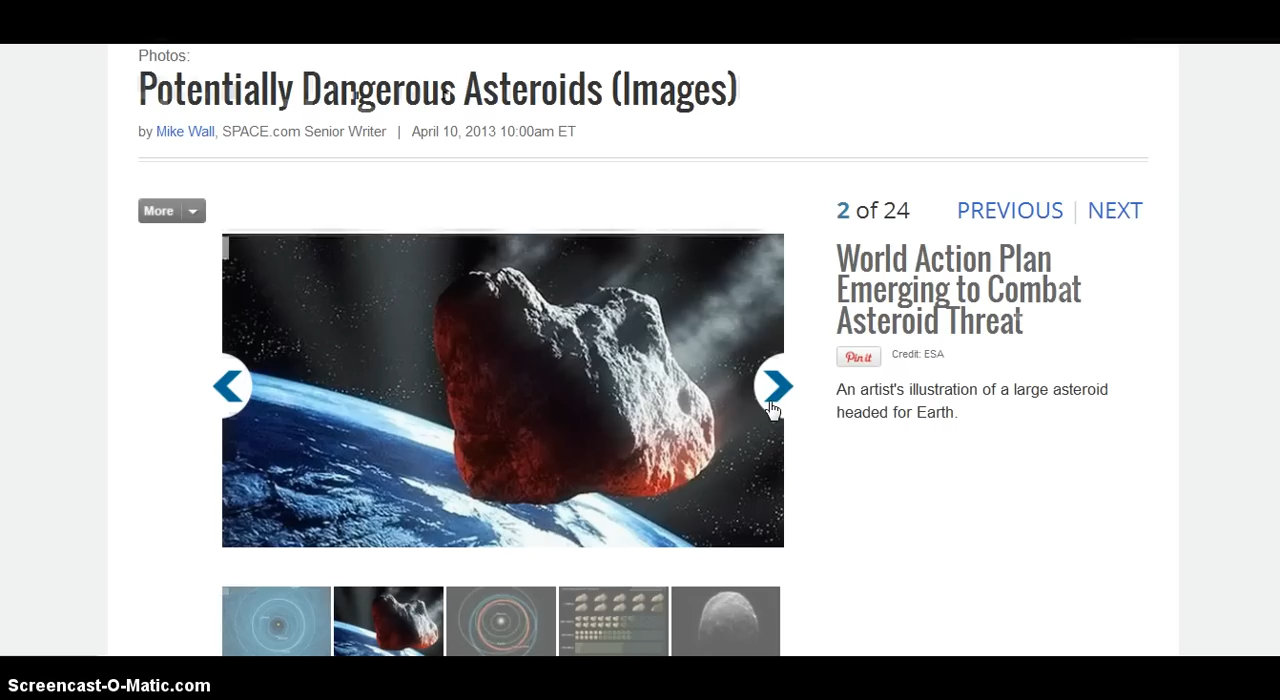 Photos:
Potentially Dangerous Asteroids (Images)
by Mike Wall, SPACE.com Senior Writer | April 10, 2013 10:00am ET
More
2 of 24 PREVIOUS | NEXT
World Action Plan
Emerging to Combat
Asteroid Threat
Pin it Credit: ESA
An artist's illustration of a large asteroid
headed for Earth.
Screencast-O-Matic.com